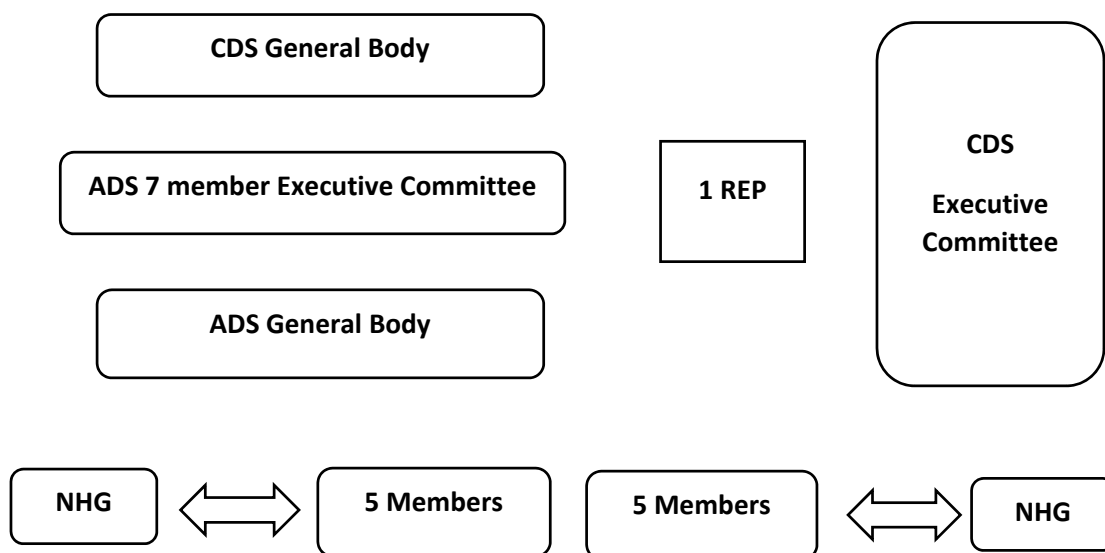 CDS General Body
ADS 7 member Executive Committee
ADS General Body
1 REP
CDS
Executive
Committee
NHG
5 Members
5 Members
NHG